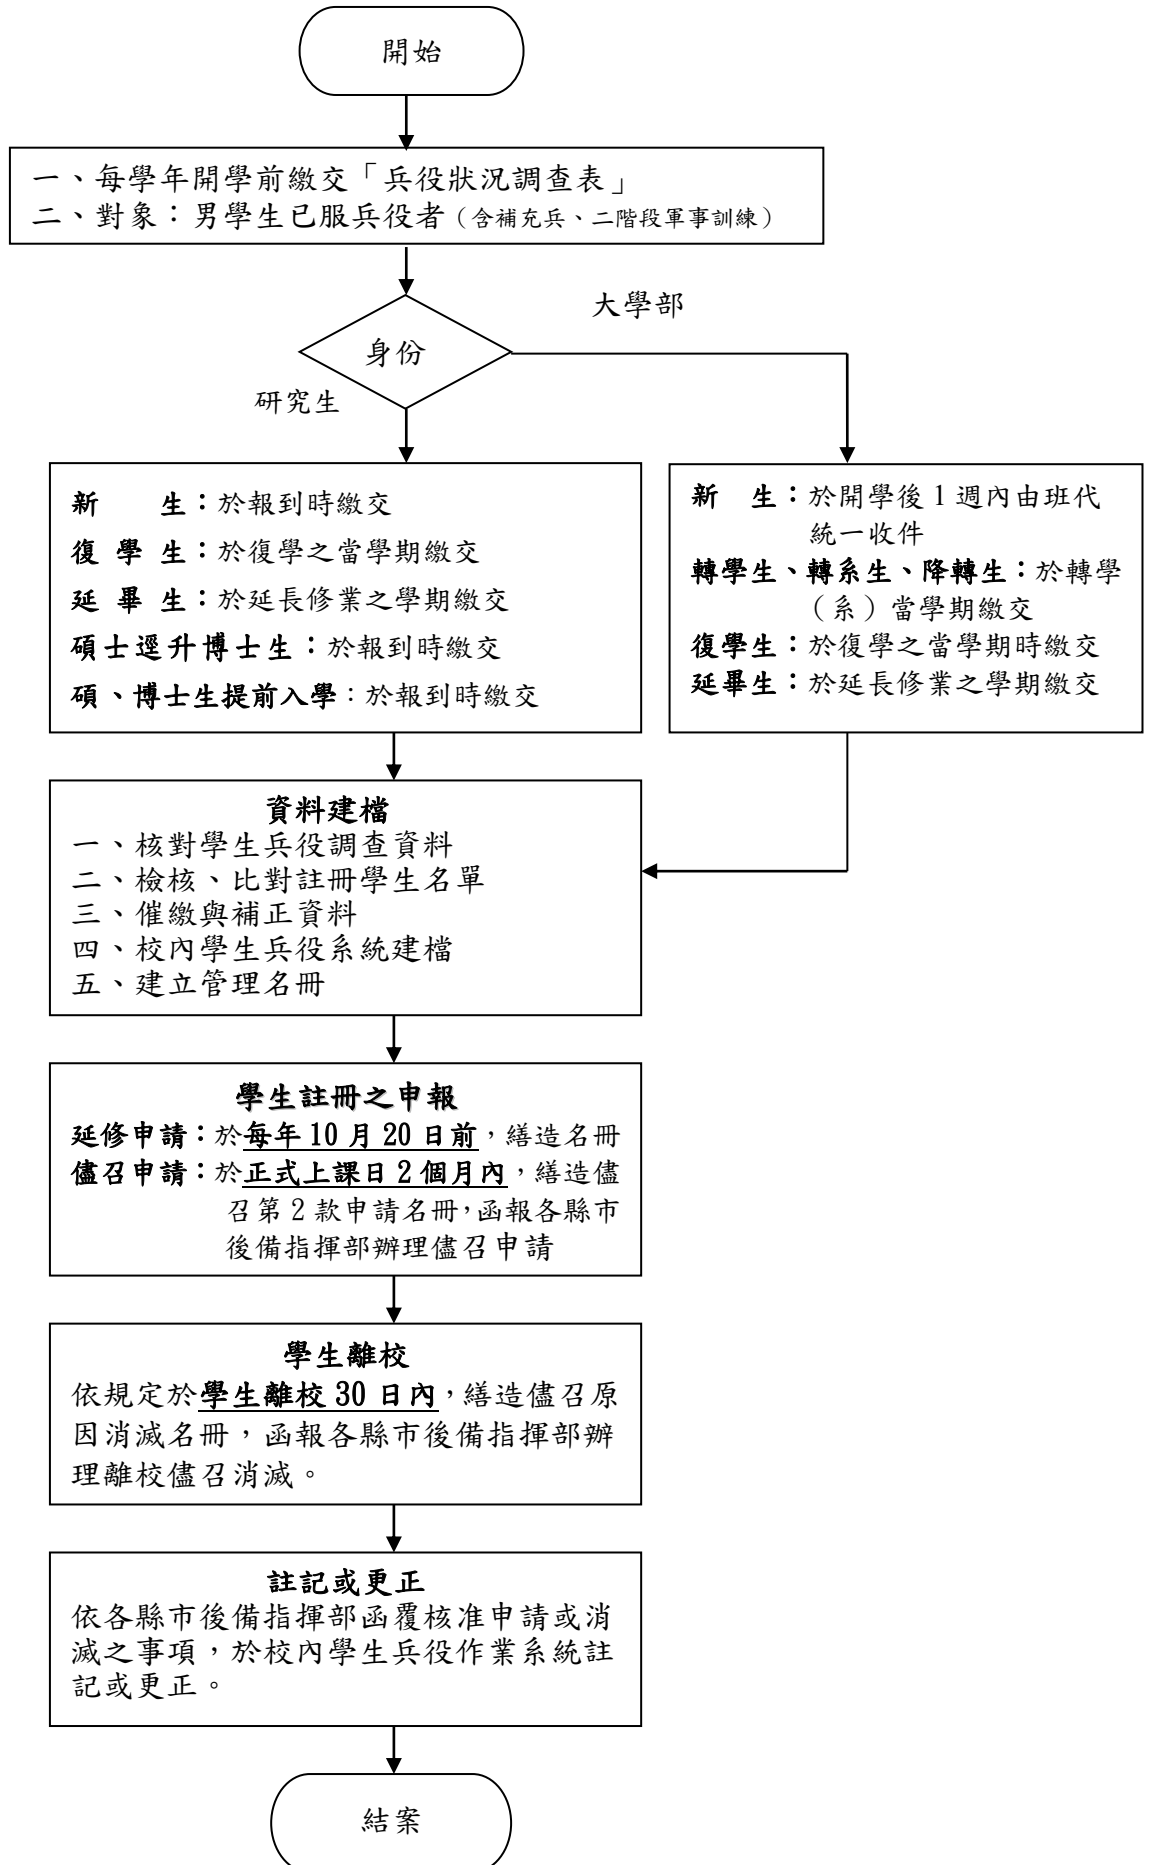 開始
一、每學年開學前繳交「兵役狀況調查表」
二、對象：男學生已服兵役者（含補充兵、二階段軍事訓練）
大學部
身份
研究生
新　　生：於報到時繳交
復 學 生：於復學之當學期繳交
延 畢 生：於延長修業之學期繳交
碩士逕升博士生：於報到時繳交
碩、博士生提前入學：於報到時繳交
新　生：於開學後 1 週內由班代
統一收件
轉學生、轉系生、降轉生：於轉學
（系）當學期繳交
復學生：於復學之當學期時繳交
延畢生：於延長修業之學期繳交
資料建檔
一、核對學生兵役調查資料
二、檢核、比對註冊學生名單
三、催繳與補正資料
四、校內學生兵役系統建檔
五、建立管理名冊
學生註冊之申報
延修申請：於每年 10 月 20 日前，繕造名冊
儘召申請：於正式上課日 2 個月內，繕造儘
召第 2 款申請名冊，函報各縣市
後備指揮部辦理儘召申請
學生離校
依規定於學生離校 30 日內，繕造儘召原
因消滅名冊，函報各縣市後備指揮部辦
理離校儘召消滅。
註記或更正
依各縣市後備指揮部函覆核准申請或消
滅之事項，於校內學生兵役作業系統註
記或更正。
結案